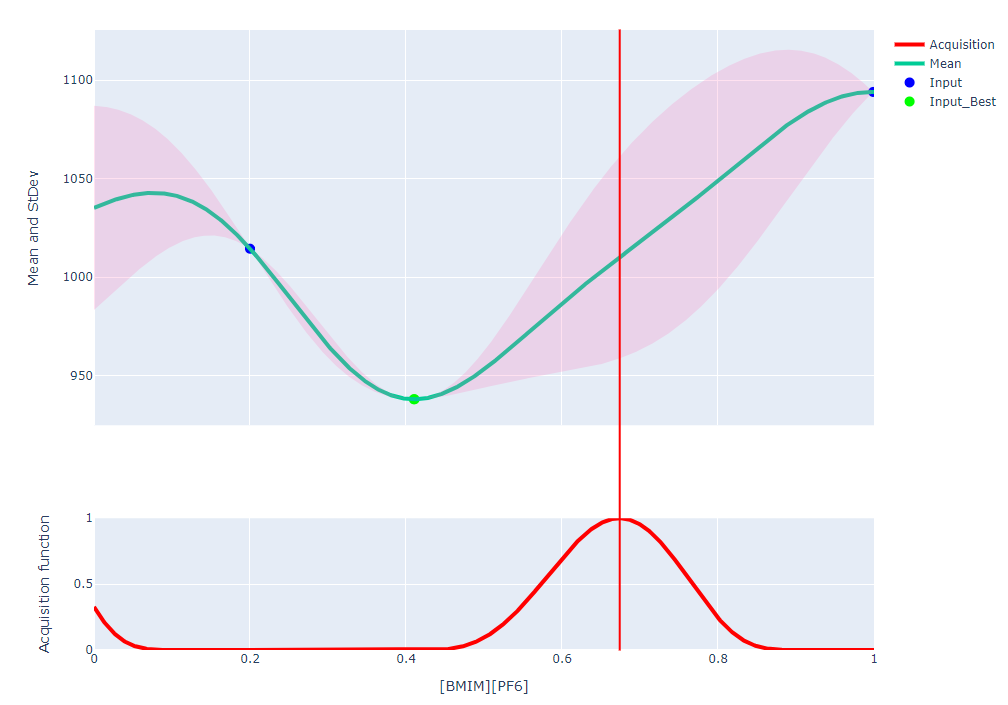 Mean and StDev
1100
1050
1000
950
Acquisition
Mean
Input
Input_Best
Acquisition function
1
0.5
0
0
0.2
0.4
0.6
0.8
1
[BMIM][PF6]